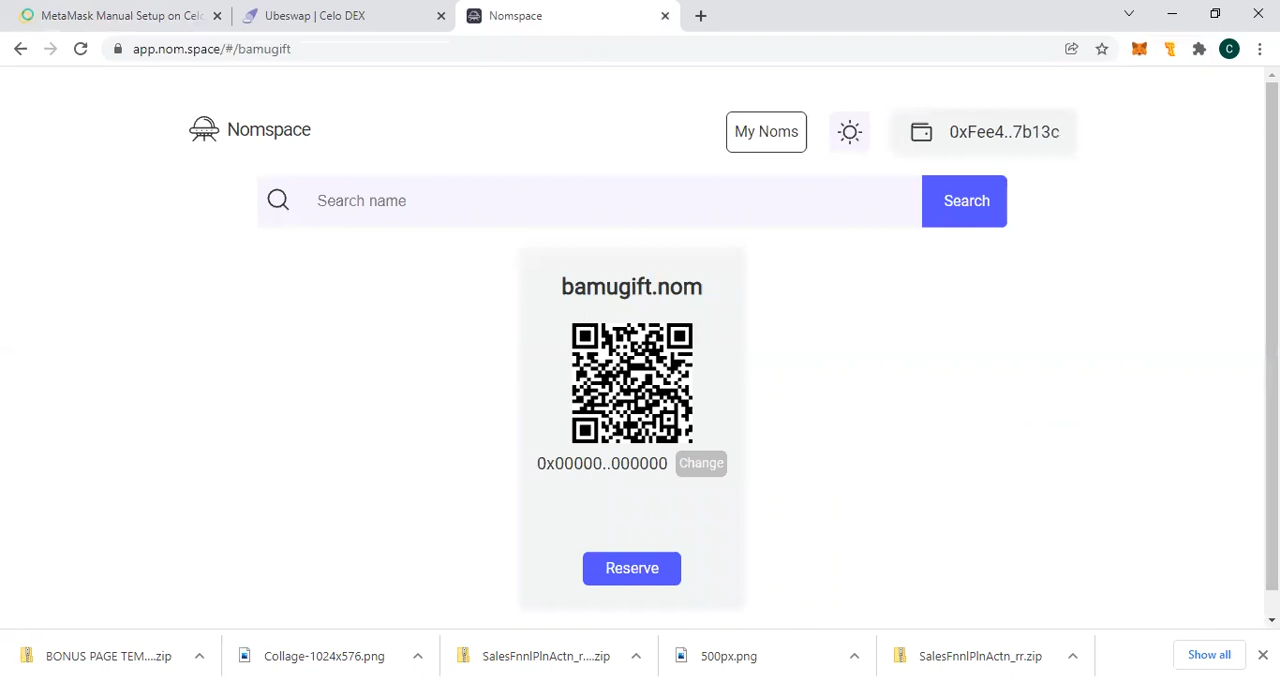 MetaMask Manual Setup on Celo
Ubeswap | Celo DEX
Nomspace
app.nom.space/#/bamugift
C
Nomspace
My Noms
0xFee4..7b13c
Search name
Search
bamugift.nom
0x00000..000000
Change
Reserve
BONUS PAGE TEM....zip
Collage-1024x576.png
SalesFnnlPlnActn_r....zip
500px.png
SalesFnnlPlnActn_rr.zip
Show all